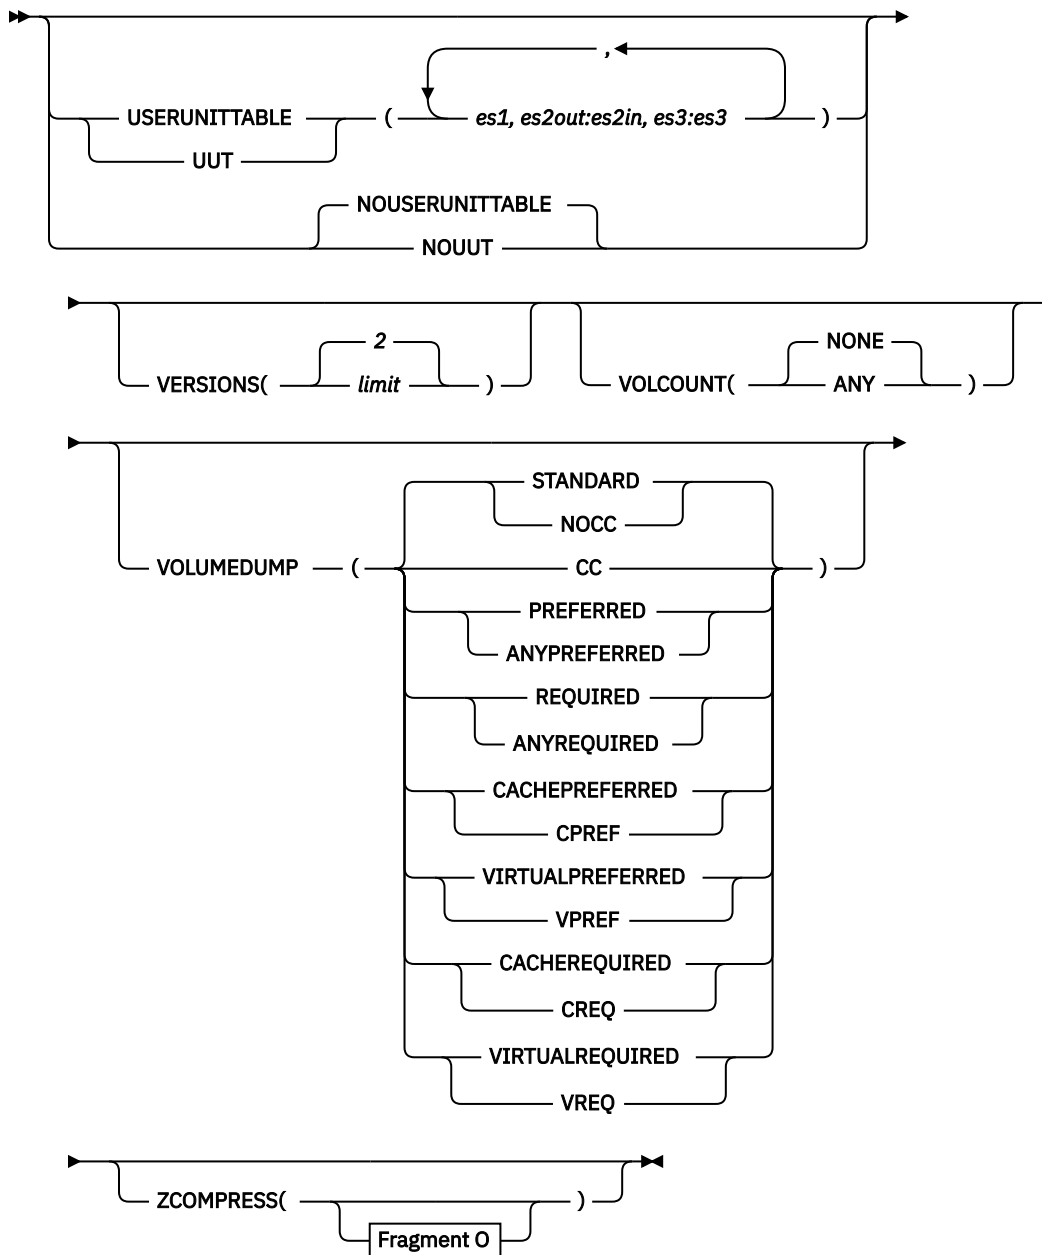 ,
USERUNITTABLE ( es1, es2out:es2in, es3:es3 )
UUT
NOUSERUNITTABLE
NOUUT
2 NONE
VERSIONS( limit ) VOLCOUNT( ANY )
STANDARD
NOCC
VOLUMEDUMP ( CC )
PREFERRED
ANYPREFERRED
REQUIRED
ANYREQUIRED
CACHEPREFERRED
CPREF
VIRTUALPREFERRED
VPREF
CACHEREQUIRED
CREQ
VIRTUALREQUIRED
VREQ
ZCOMPRESS( )
Fragment O